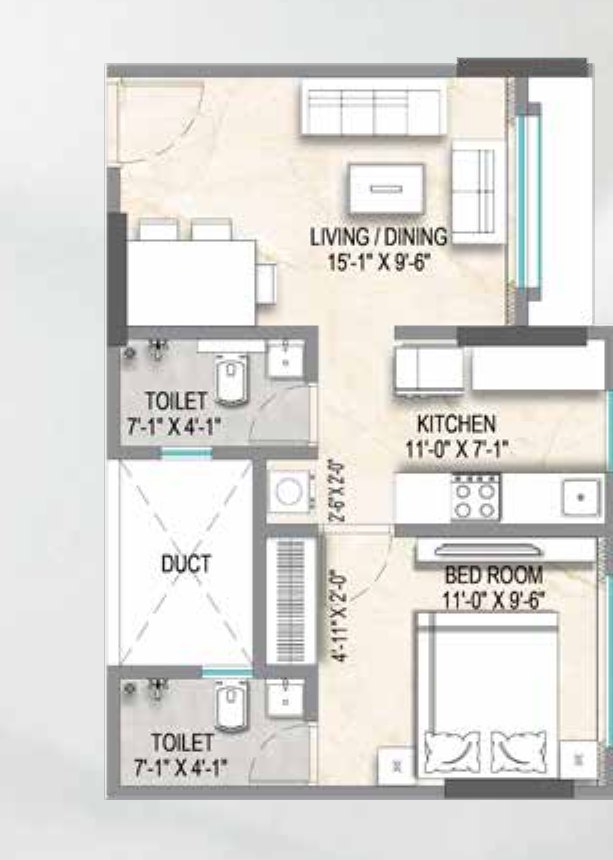 LIVING / DINING
15'-1" X 9'-6"
TOILET
7'-1" X 4'-1"
KITCHEN
11'-0" X 7'-1"
2'-6"X 2'-0"
DUCT
BED ROOM
11'-0" X 9'-6"
4'-11"X 2'-0"
TOILET
7'-1" X 4'-1"